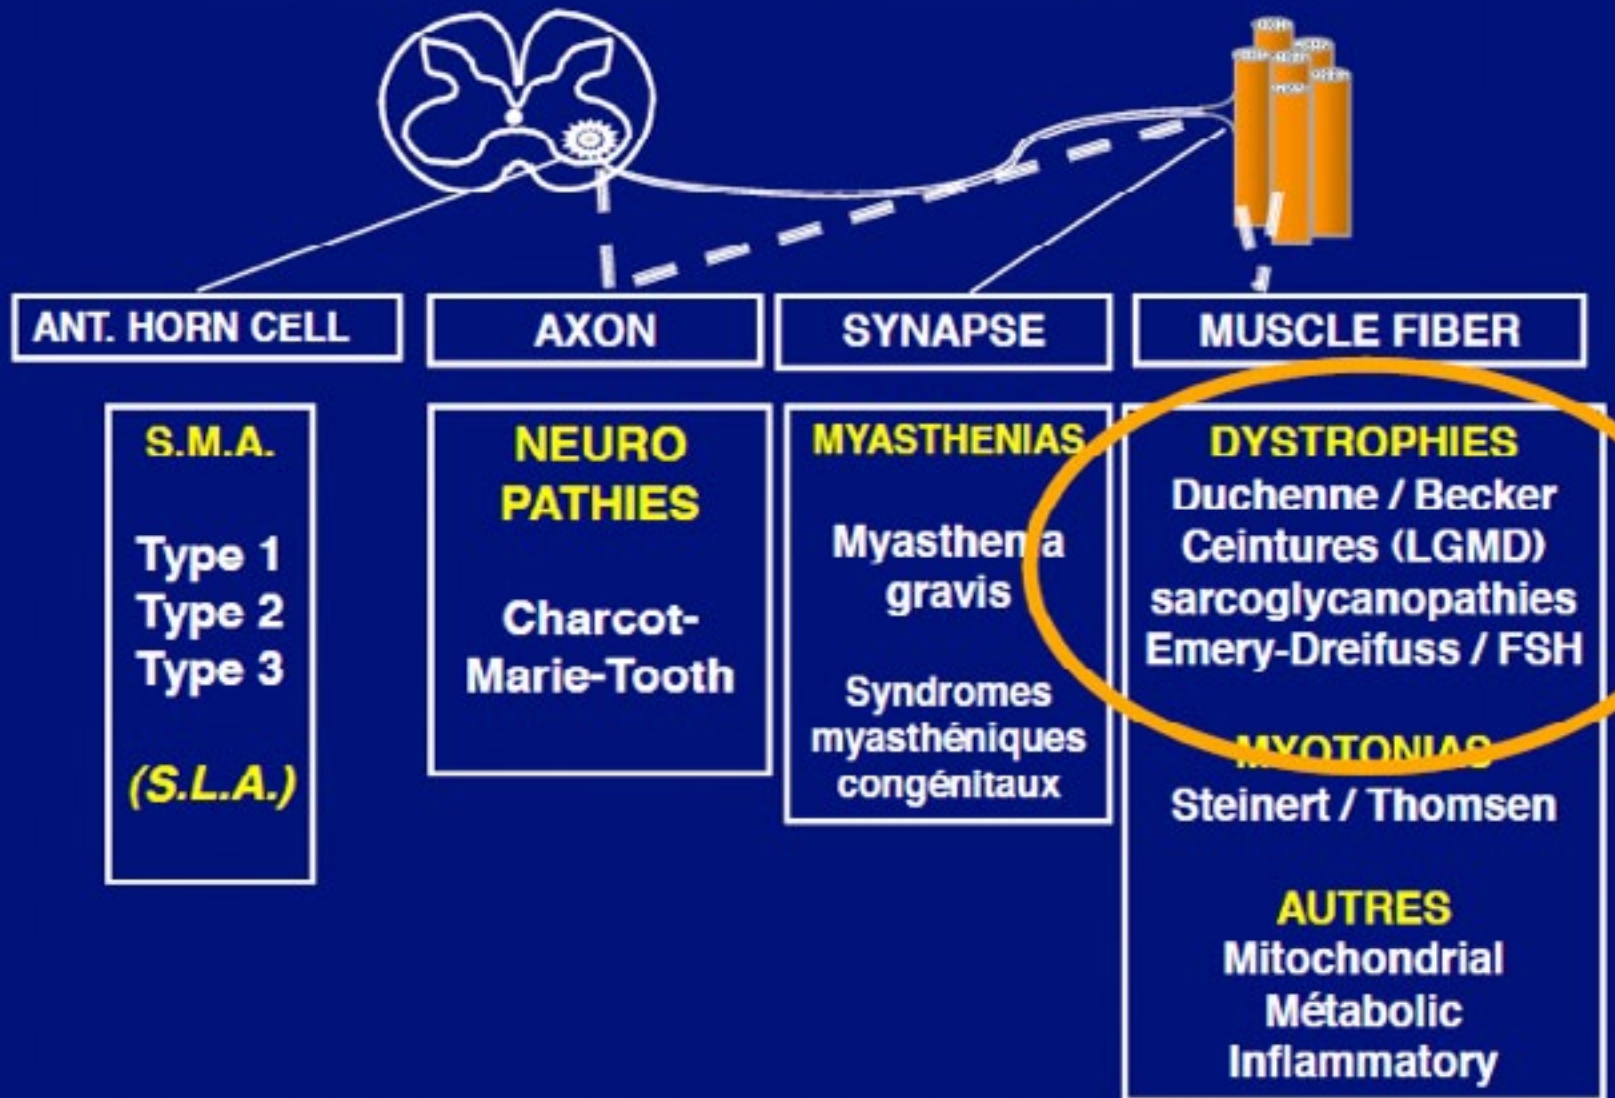 ANT. HORN CELL
S.M.A.
Type 1
Type 2
Type 3
(S.L.A.)
AXON
NEURO
PATHIES
Charcot-
Marie-Tooth
SYNAPSE
MYASTHENIAS
Myasthenia
gravis
Syndromes
myasthéniques
congénitaux
MUSCLE FIBER
DYSTROPHIES
Duchenne / Becker
Ceintures (LGMD)
sarcoglycanopathies
Emery-Dreifuss / FSH
MYOTONIAS
Steinert / Thomsen
AUTRES
Mitochondrial
Métabolic
Inflammatory